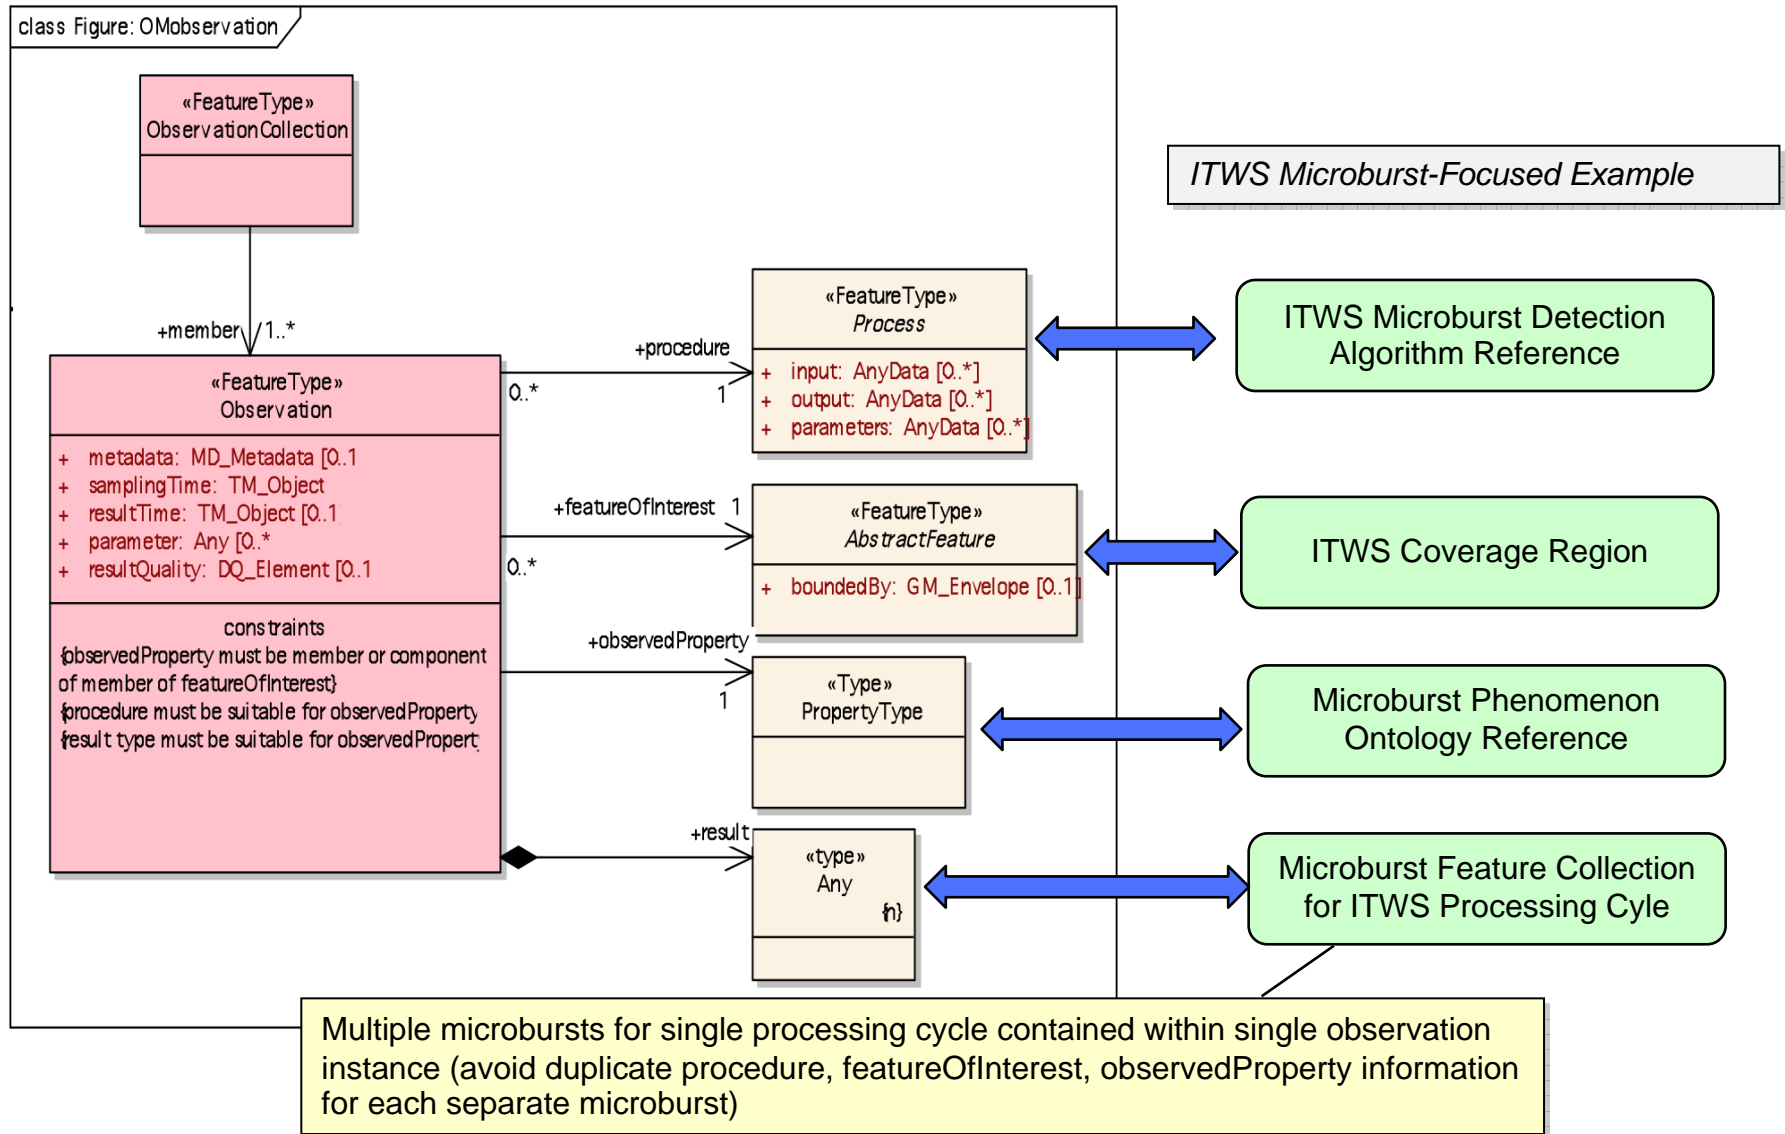 class Figure: OMobservation
«FeatureType»
ObservationCollection
ITWS Microburst-Focused Example
+member
1..*
«FeatureType»
Observation
+ metadata: MD_Metadata [0..1
+ samplingTime: TM_Object
+ resultTime: TM_Object [0..1]
+ parameter: Any [0..*
+ resultQuality: DQ_Element [0..1
constraints
{observedProperty must be member or component
of member of featureOfInterest}
{procedure must be suitable for observedProperty
{result type must be suitable for observedPropert
+procedure
0..*
1
«FeatureType»
Process
+ input: AnyData [0..*]
+ output: AnyData [0..*]
+ parameters: AnyData [0..*]
ITWS Microburst Detection
Algorithm Reference
+featureOfInterest
1
0..*
«FeatureType»
AbstractFeature
+ boundedBy: GM_Envelope [0..1]
ITWS Coverage Region
+observedProperty
1
«Type»
PropertyType
Microburst Phenomenon
Ontology Reference
+result
«type»
Any
{n}
Microburst Feature Collection
for ITWS Processing Cyle
Multiple microbursts for single processing cycle contained within single observation
instance (avoid duplicate procedure, featureOfInterest, observedProperty information
for each separate microburst)